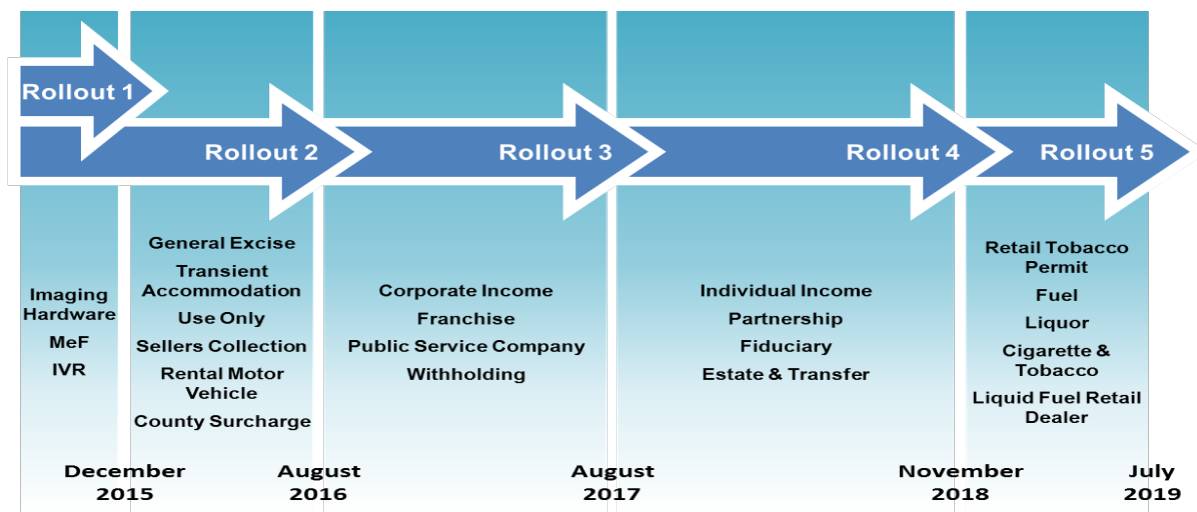 Rollout 1
Rollout 2
Rollout 3
Rollout 4
Rollout 5
Imaging
Hardware
MeF
IVR
General Excise
Transient
Accommodation
Use Only
Sellers Collection
Rental Motor
Vehicle
County Surcharge
Corporate Income
Franchise
Public Service Company
Withholding
Individual Income
Partnership
Fiduciary
Estate & Transfer
Retail Tobacco
Permit
Fuel
Liquor
Cigarette &
Tobacco
Liquid Fuel Retail
Dealer
December
2015
August
2016
August
2017
November
2018
July
2019